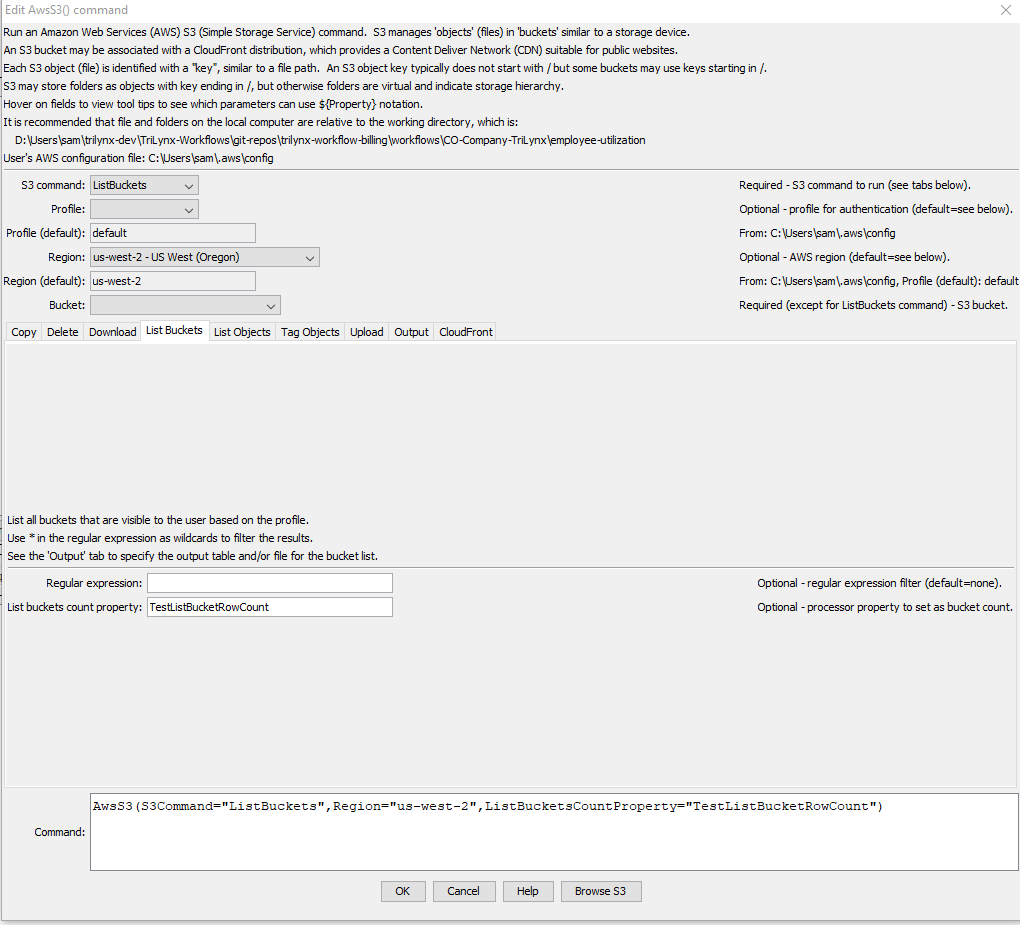 Edit AwsS3() command
Run an Amazon Web Services (AWS) S3 (Simple Storage Service) command.  S3 manages 'objects' (files) in 'buckets' similar to a storage device.
An S3 bucket may be associated with a CloudFront distribution, which provides a Content Deliver Network (CDN) suitable for public websites.
Each S3 object (file) is identified with a "key", similar to a file path.  An S3 object key typically does not start with / but some buckets may use keys starting in /.
S3 may store folders as objects with key ending in /, but otherwise folders are virtual and indicate storage hierarchy.
Hover on fields to view tool tips to see which parameters can use ${Property} notation.
It is recommended that file and folders on the local computer are relative to the working directory, which is:
D:\Users\sam\trilynx-dev\TriLynx-Workflows\git-repos\trilynx-workflow-billing\workflows\CO-Company-TriLynx\employee-utilization
User's AWS configuration file: C:\Users\sam\.aws\config
S3 command: ListBuckets Required - S3 command to run (see tabs below).
Profile: Optional - profile for authentication (default=see below).
Profile (default): default From: C:\Users\sam\.aws\config
Region: us-west-2 - US West (Oregon) Optional - AWS region (default=see below).
Region (default): us-west-2 From: C:\Users\sam\.aws\config, Profile (default): default
Bucket: Required (except for ListBuckets command) - S3 bucket.
Copy Delete Download List Buckets List Objects Tag Objects Upload Output CloudFront
List all buckets that are visible to the user based on the profile.
Use * in the regular expression as wildcards to filter the results.
See the 'Output' tab to specify the output table and/or file for the bucket list.
Regular expression: Optional - regular expression filter (default=none).
List buckets count property: TestListBucketRowCount Optional - processor property to set as bucket count.
Command: AwsS3(S3Command="ListBuckets",Region="us-west-2",ListBucketsCountProperty="TestListBucketRowCount")
OK Cancel Help Browse S3